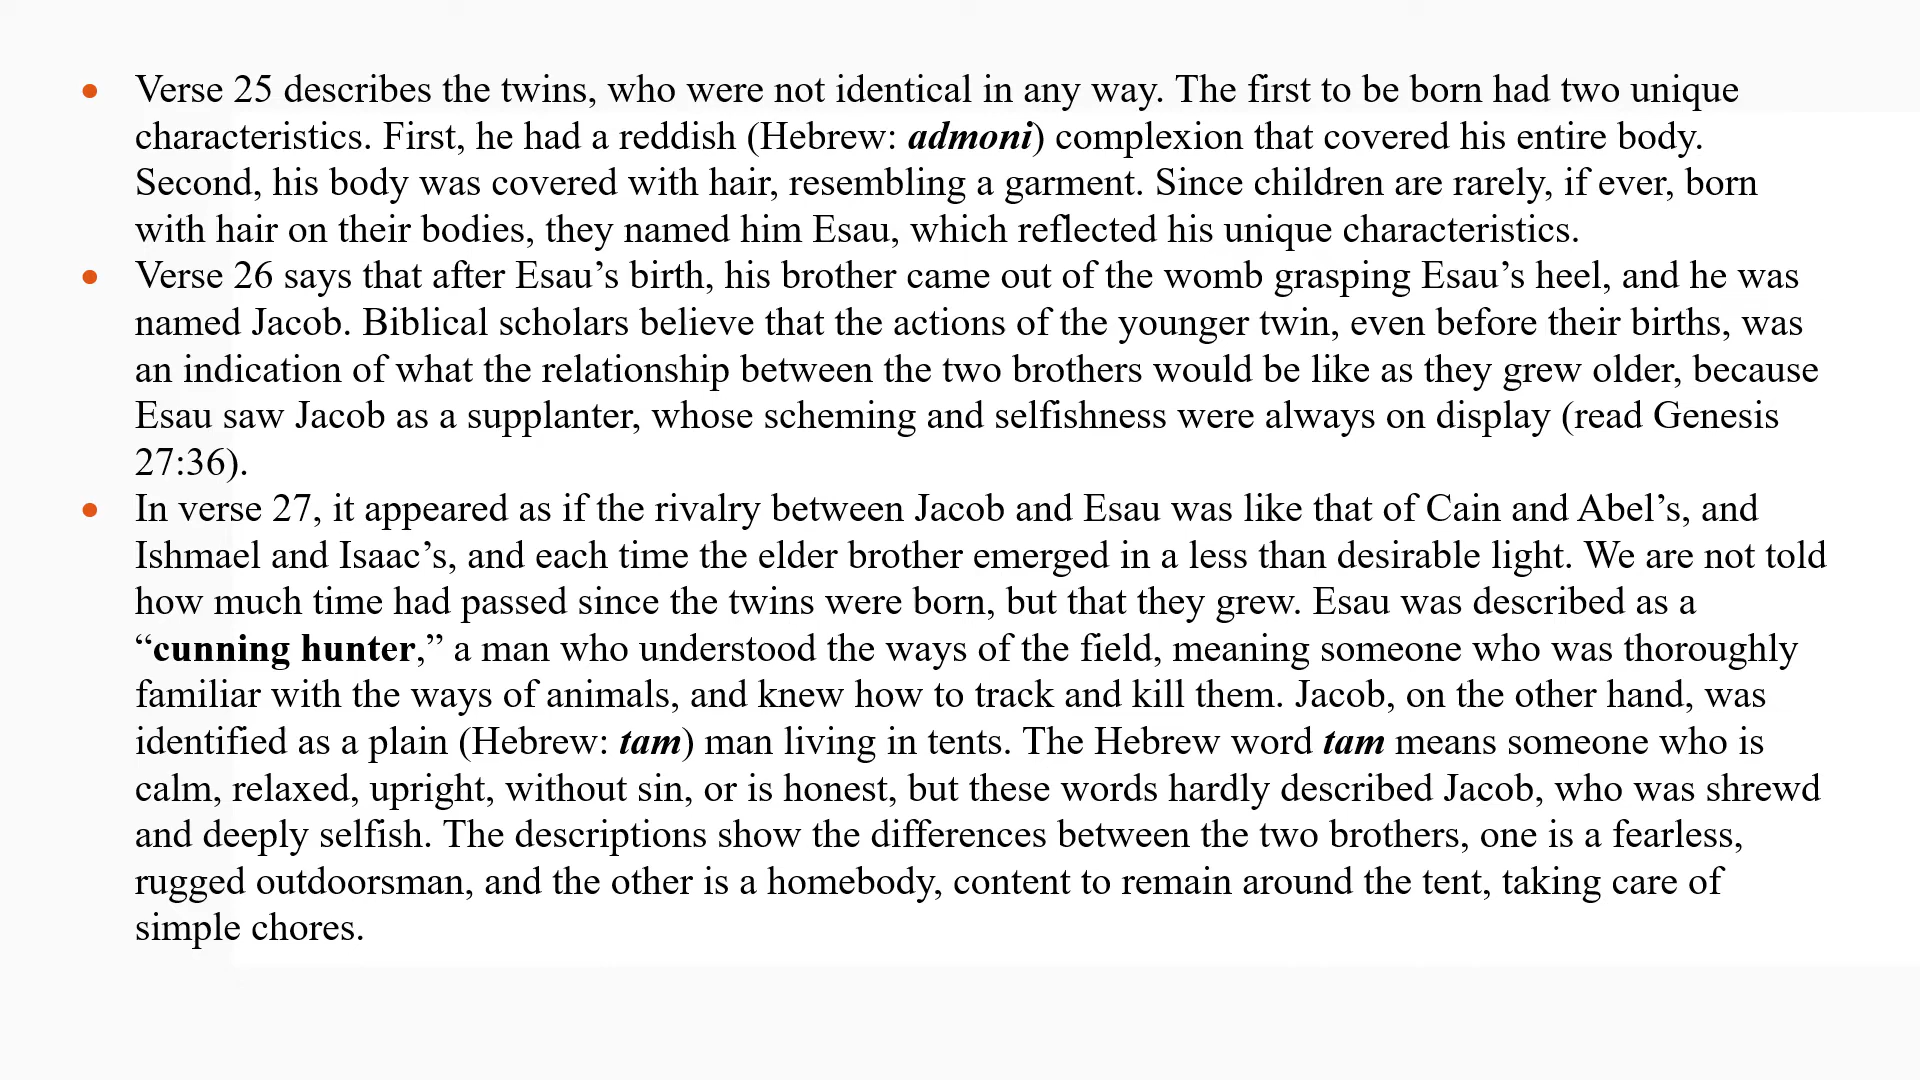 • Verse 25 describes the twins, who were not identical in any way. The first to be born had two unique
characteristics. First, he had a reddish (Hebrew: admoni) complexion that covered his entire body.
Second, his body was covered with hair, resembling a garment. Since children are rarely, if ever, born
with hair on their bodies, they named him Esau, which reflected his unique characteristics.
• Verse 26 says that after Esau’s birth, his brother came out of the womb grasping Esau’s heel, and he was
named Jacob. Biblical scholars believe that the actions of the younger twin, even before their births, was
an indication of what the relationship between the two brothers would be like as they grew older, because
Esau saw Jacob as a supplanter, whose scheming and selfishness were always on display (read Genesis
27:36).
• In verse 27, it appeared as if the rivalry between Jacob and Esau was like that of Cain and Abel’s, and
Ishmael and Isaac’s, and each time the elder brother emerged in a less than desirable light. We are not told
how much time had passed since the twins were born, but that they grew. Esau was described as a
“cunning hunter,” a man who understood the ways of the field, meaning someone who was thoroughly
familiar with the ways of animals, and knew how to track and kill them. Jacob, on the other hand, was
identified as a plain (Hebrew: tam) man living in tents. The Hebrew word tam means someone who is
calm, relaxed, upright, without sin, or is honest, but these words hardly described Jacob, who was shrewd
and deeply selfish. The descriptions show the differences between the two brothers, one is a fearless,
rugged outdoorsman, and the other is a homebody, content to remain around the tent, taking care of
simple chores.